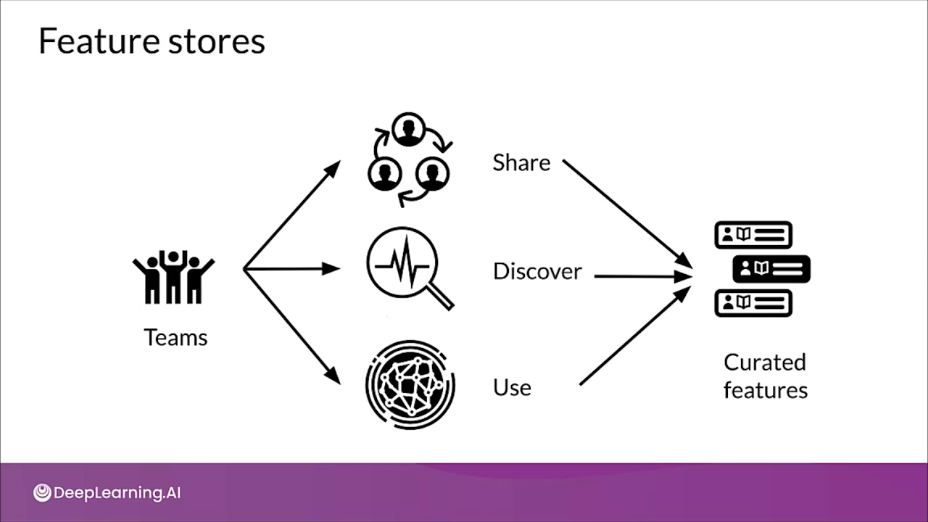 Feature stores
Share
Discover
Teams
Use
Curated
features
DeepLearning.AI